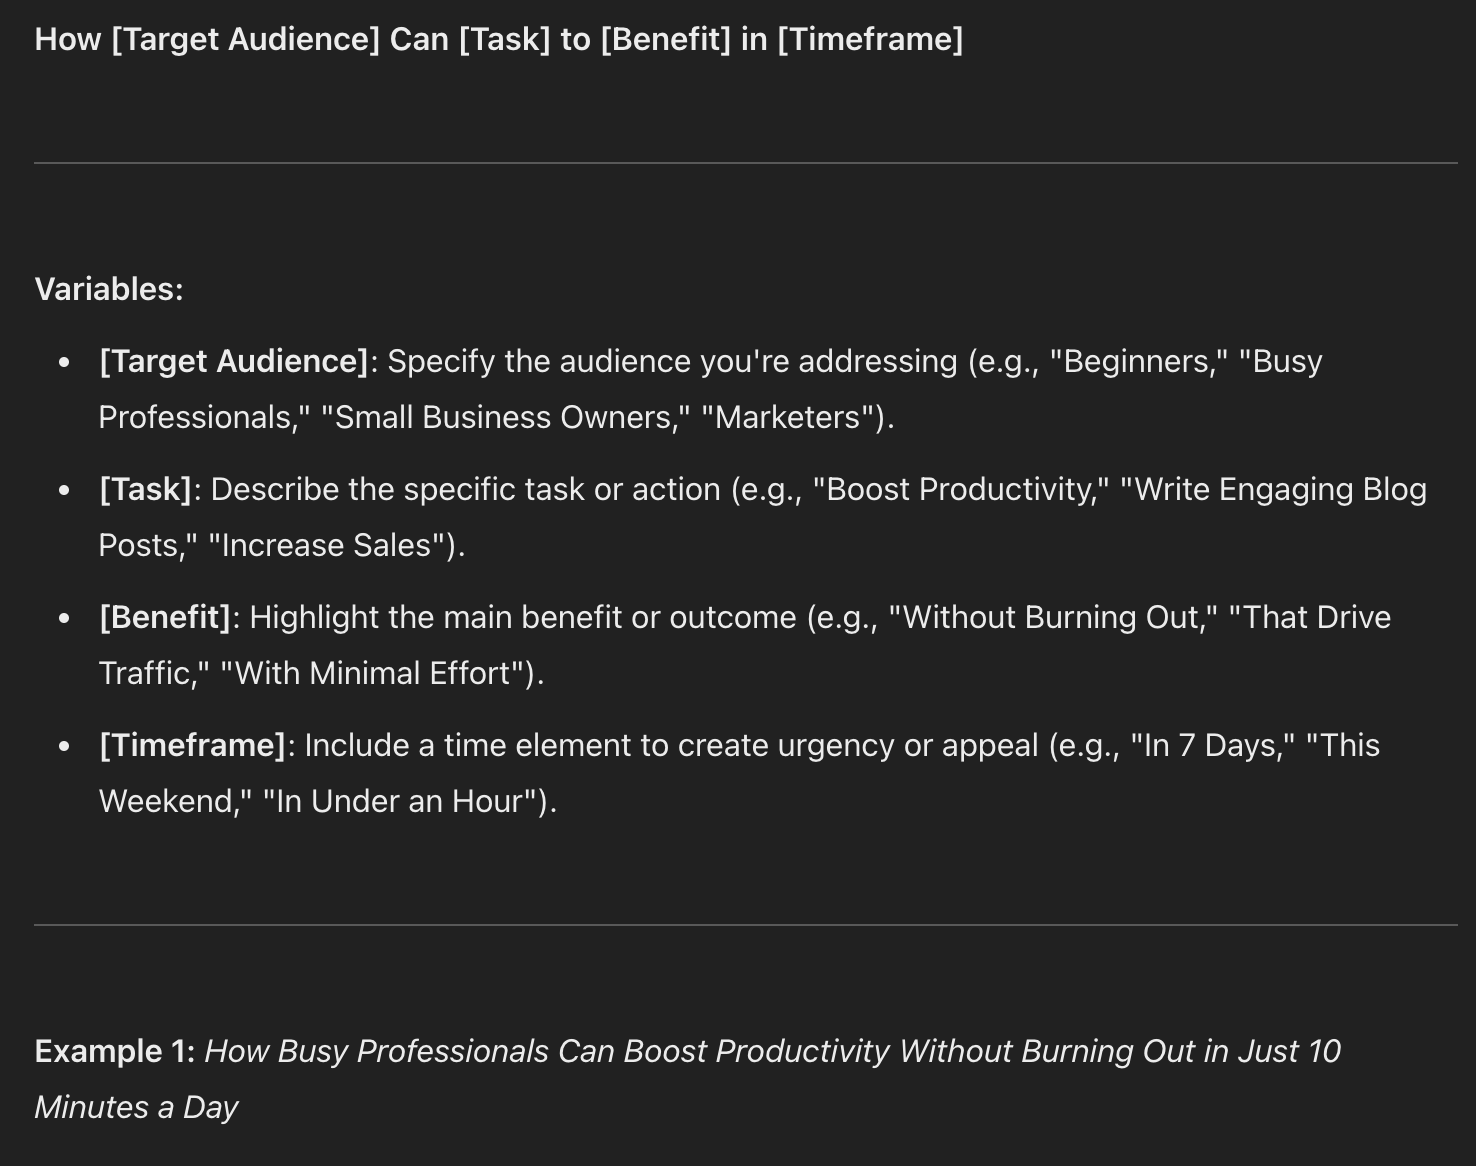 How [Target Audience] Can [Task] to [Benefit] in [Timeframe]
Variables:
• [Target Audience]: Specify the audience you're addressing (e.g., "Beginners," "Busy
Professionals," "Small Business Owners," "Marketers").
• [Task]: Describe the specific task or action (e.g., "Boost Productivity," "Write Engaging Blog
Posts," "Increase Sales").
• [Benefit]: Highlight the main benefit or outcome (e.g., "Without Burning Out," "That Drive
Traffic," "With Minimal Effort").
• [Timeframe]: Include a time element to create urgency or appeal (e.g., "In 7 Days," "This
Weekend," "In Under an Hour").
Example 1: How Busy Professionals Can Boost Productivity Without Burning Out in Just 10
Minutes a Day